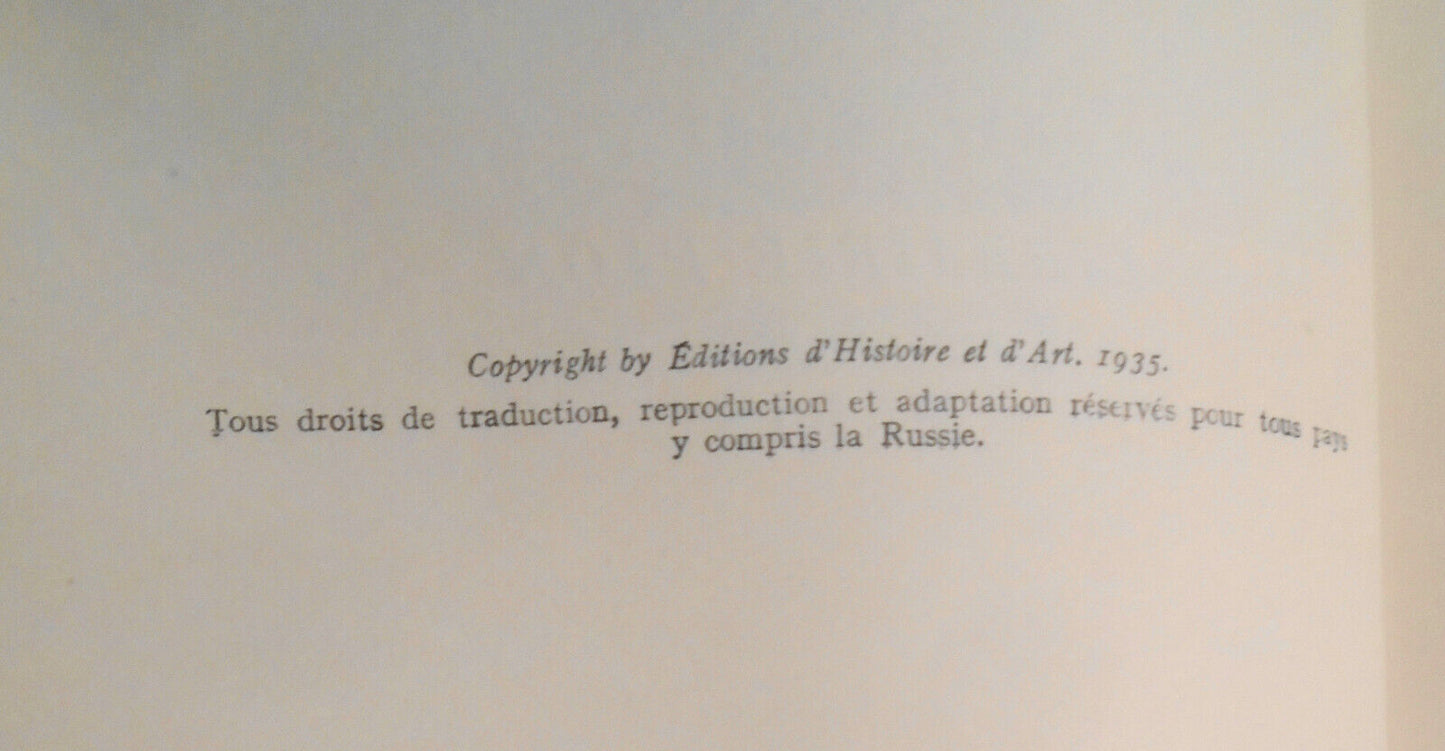 Copyright by Éditions d'Histoire et d'Art. 1935.
Tous droits de traduction, reproduction et adaptation réservés pour tous pays
y compris la Russie.